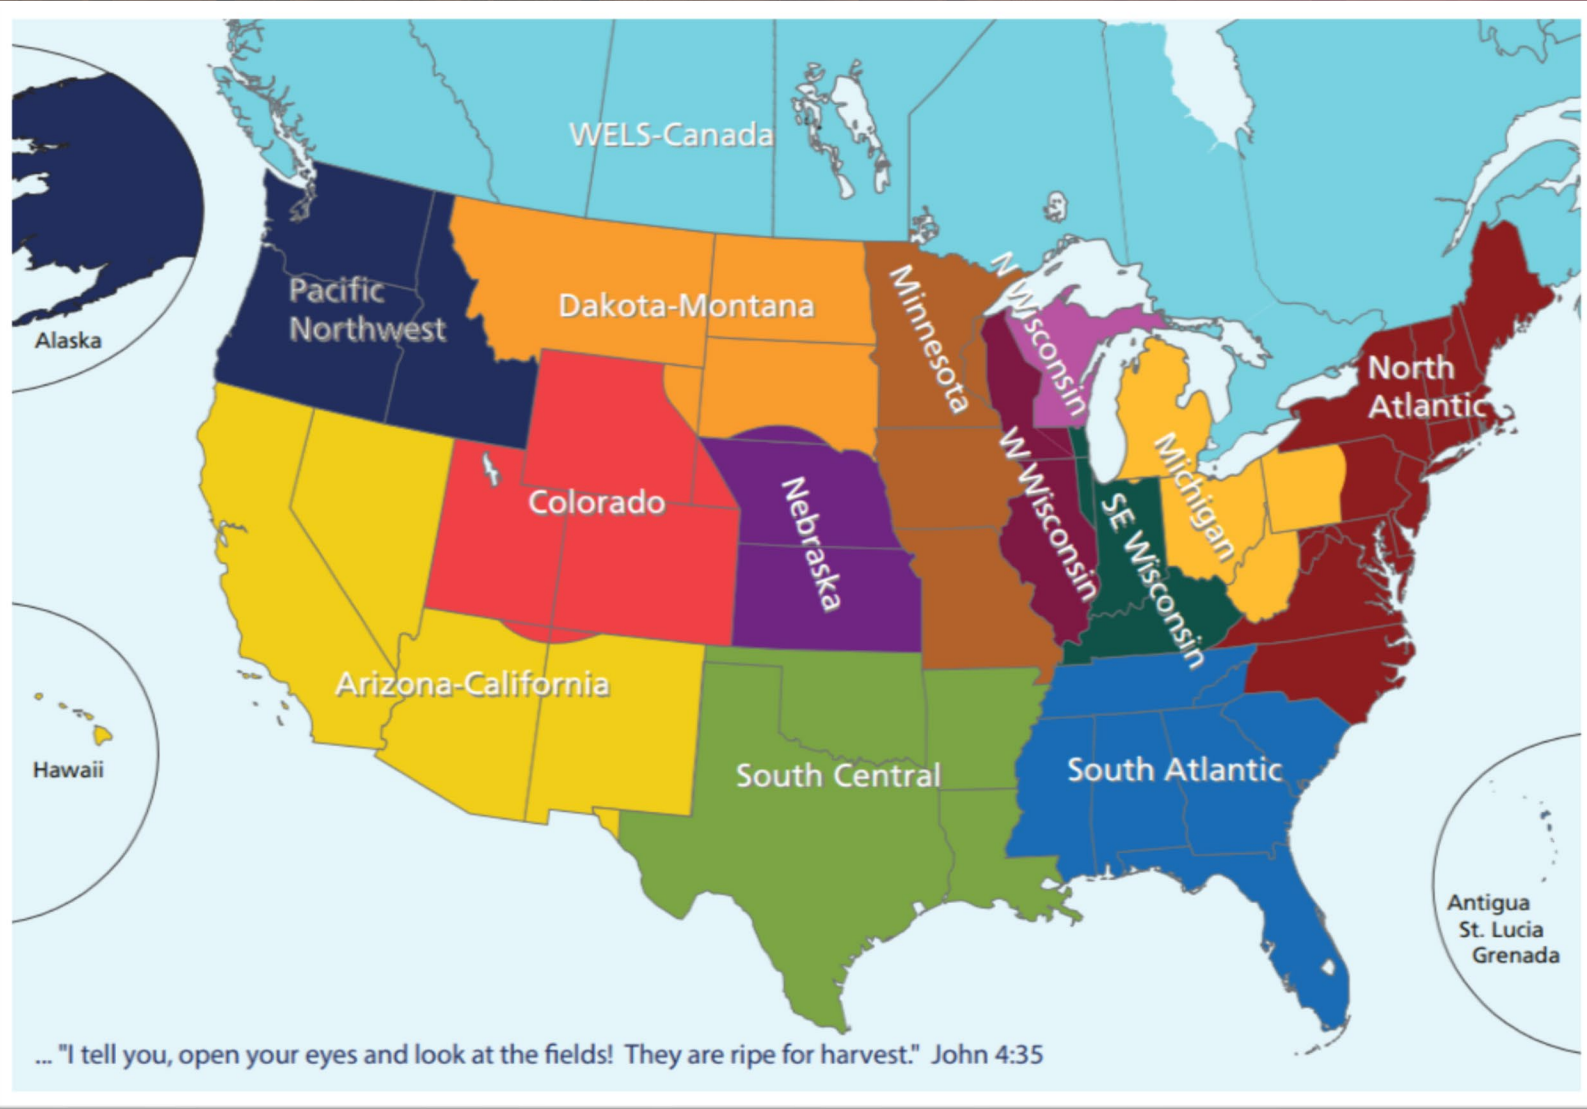 WELS-Canada
Alaska
Pacific
Northwest
Dakota-Montana
Minnesota
N Wisconsin
North
Atlantic
Colorado
Nebraska
W Wisconsin
SE Wisconsin
Michigan
Arizona-California
Hawaii
South Central
South Atlantic
Antigua
St. Lucia
Grenada
... "I tell you, open your eyes and look at the fields!  They are ripe for harvest."  John 4:35